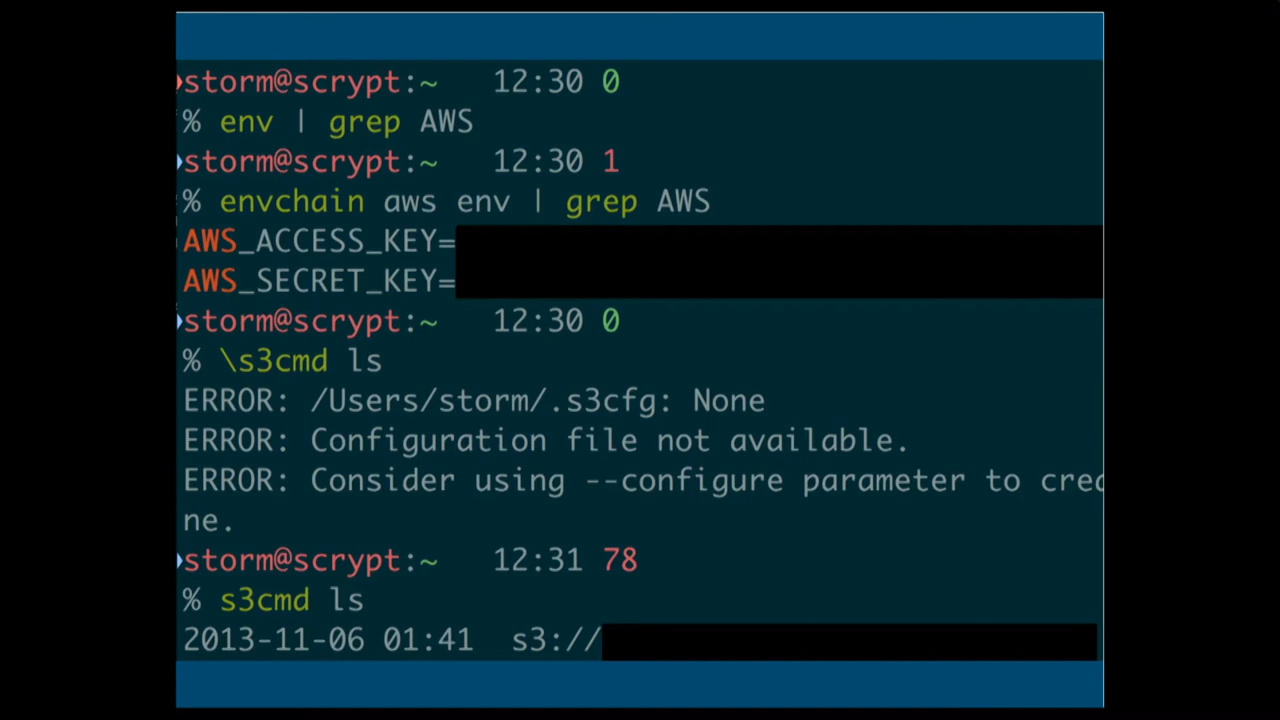 storm@scrypt:~ 12:30 0
% env | grep AWS
storm@scrypt:~ 12:30 1
% envchain aws env | grep AWS
AWS_ACCESS_KEY=
AWS_SECRET_KEY=
storm@scrypt:~ 12:30 0
% \s3cmd ls
ERROR: /Users/storm/.s3cfg: None
ERROR: Configuration file not available.
ERROR: Consider using --configure parameter to crea
ne.
storm@scrypt:~ 12:31 78
% s3cmd ls
2013-11-06 01:41 s3://